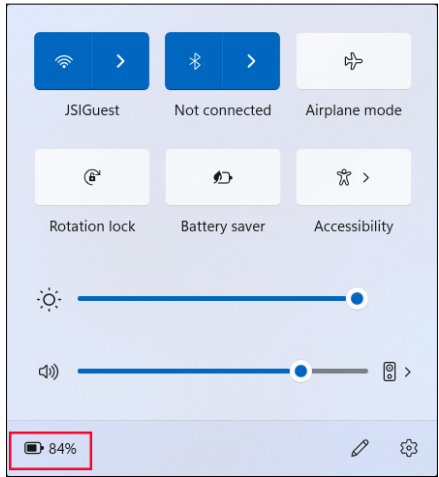 JSIGuest
Not connected
Airplane mode
Rotation lock
Battery saver
Accessibility
84%